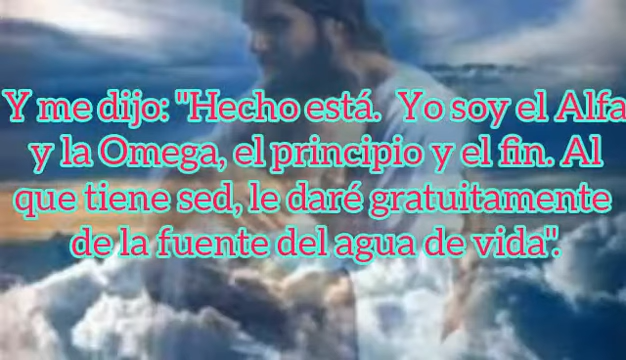 Y me dijo: "Hecho está. Yo soy el Alfa
y la Omega, el principio y el fin. Al
que tiene sed, le daré gratuitamente
de la fuente del agua de vida".